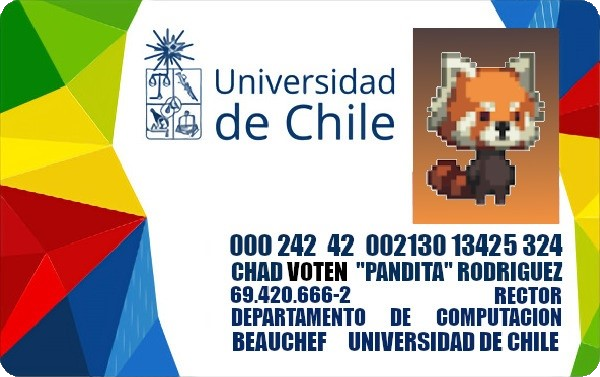 Universidad
de Chile
000 242 42 002130 13425 324
CHAD VOTEN "PANDITA" RODRIGUEZ
69.420.666-2 RECTOR
DEPARTAMENTO DE COMPUTACION
BEAUCHEF UNIVERSIDAD DE CHILE